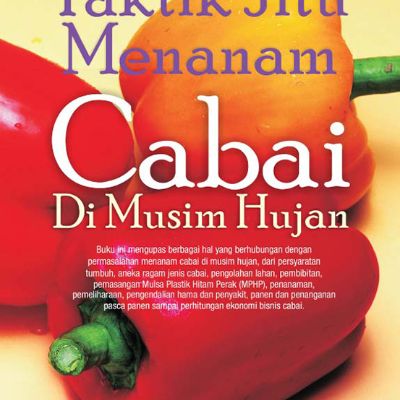 Taktik Jitu
Menanam
Cabai
Di Musim Hujan
Buku ini mengupas berbagai hal yang berhubungan dengan
permasalahan menanam cabai di musim hujan, dari persyaratan
tumbuh, aneka ragam jenis cabai, pengolahan lahan, pembibitan,
pemasangan Mulsa Plastik Hitam Perak (MPHP), penanaman,
pemeliharaan, pengendalian hama dan penyakit, panen dan penanganan
pasca panen sampai perhitungan ekonomi bisnis cabai.